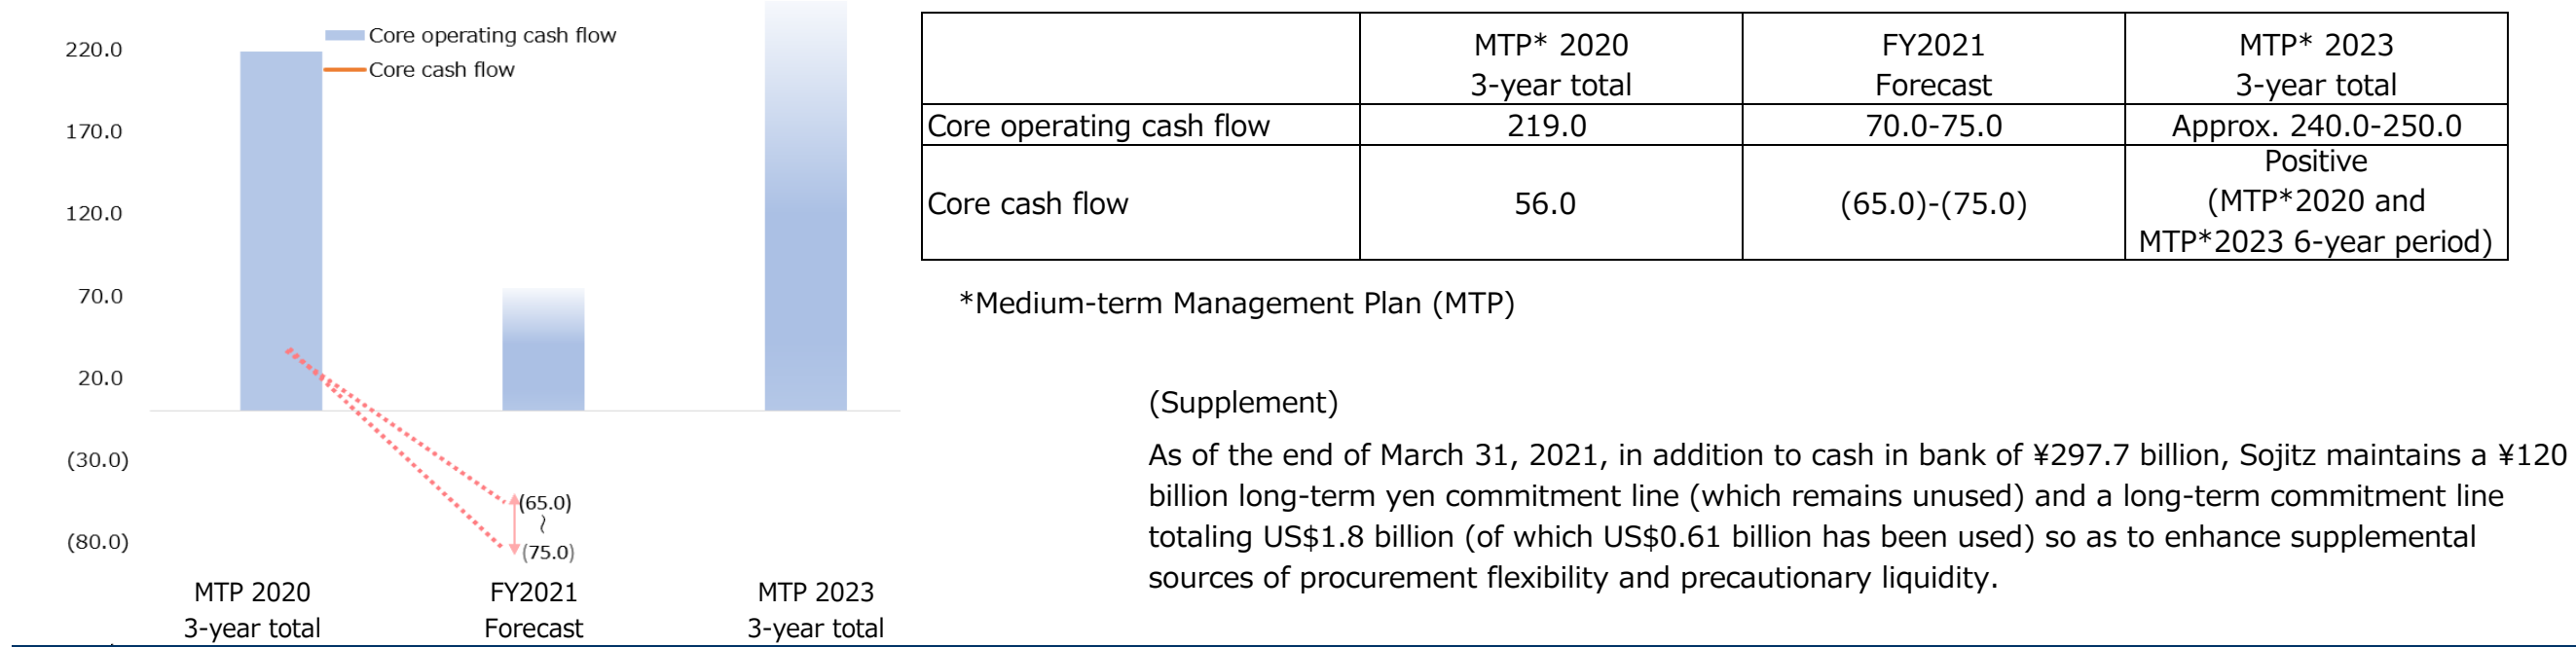 Core operating cash flow
Core cash flow
220.0
170.0
120.0
70.0
20.0
(30.0)
(80.0)
(65.0)
~
(75.0)
MTP 2020
3-year total
FY2021
Forecast
MTP 2023
3-year total
MTP* 2020
3-year total
FY2021
Forecast
MTP* 2023
3-year total
Core operating cash flow
219.0
70.0-75.0
Approx. 240.0-250.0
Core cash flow
56.0
(65.0)-(75.0)
Positive
(MTP*2020 and
MTP*2023 6-year period)
*Medium-term Management Plan (MTP)
(Supplement)
As of the end of March 31, 2021, in addition to cash in bank of ¥297.7 billion, Sojitz maintains a ¥120
billion long-term yen commitment line (which remains unused) and a long-term commitment line
totaling US$1.8 billion (of which US$0.61 billion has been used) so as to enhance supplemental
sources of procurement flexibility and precautionary liquidity.